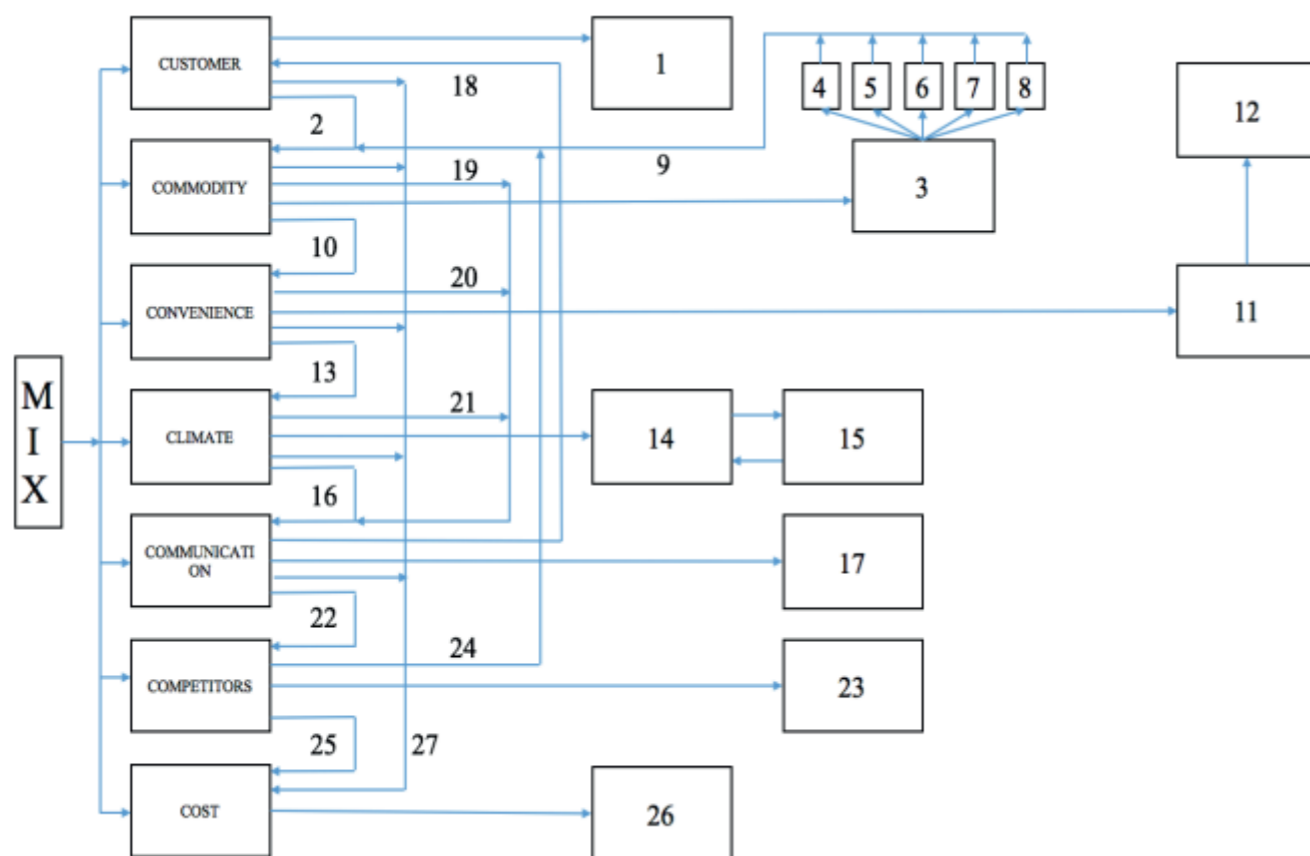 CUSTOMER
1
18
4 5 6 7 8
12
2
COMMODITY
19
9
3
10
CONVENIENCE
20
11
13
M
I
X
CLIMATE
21
14
15
16
COMMUNICATI
ON
17
22
COMPETITORS
24
23
25
27
COST
26